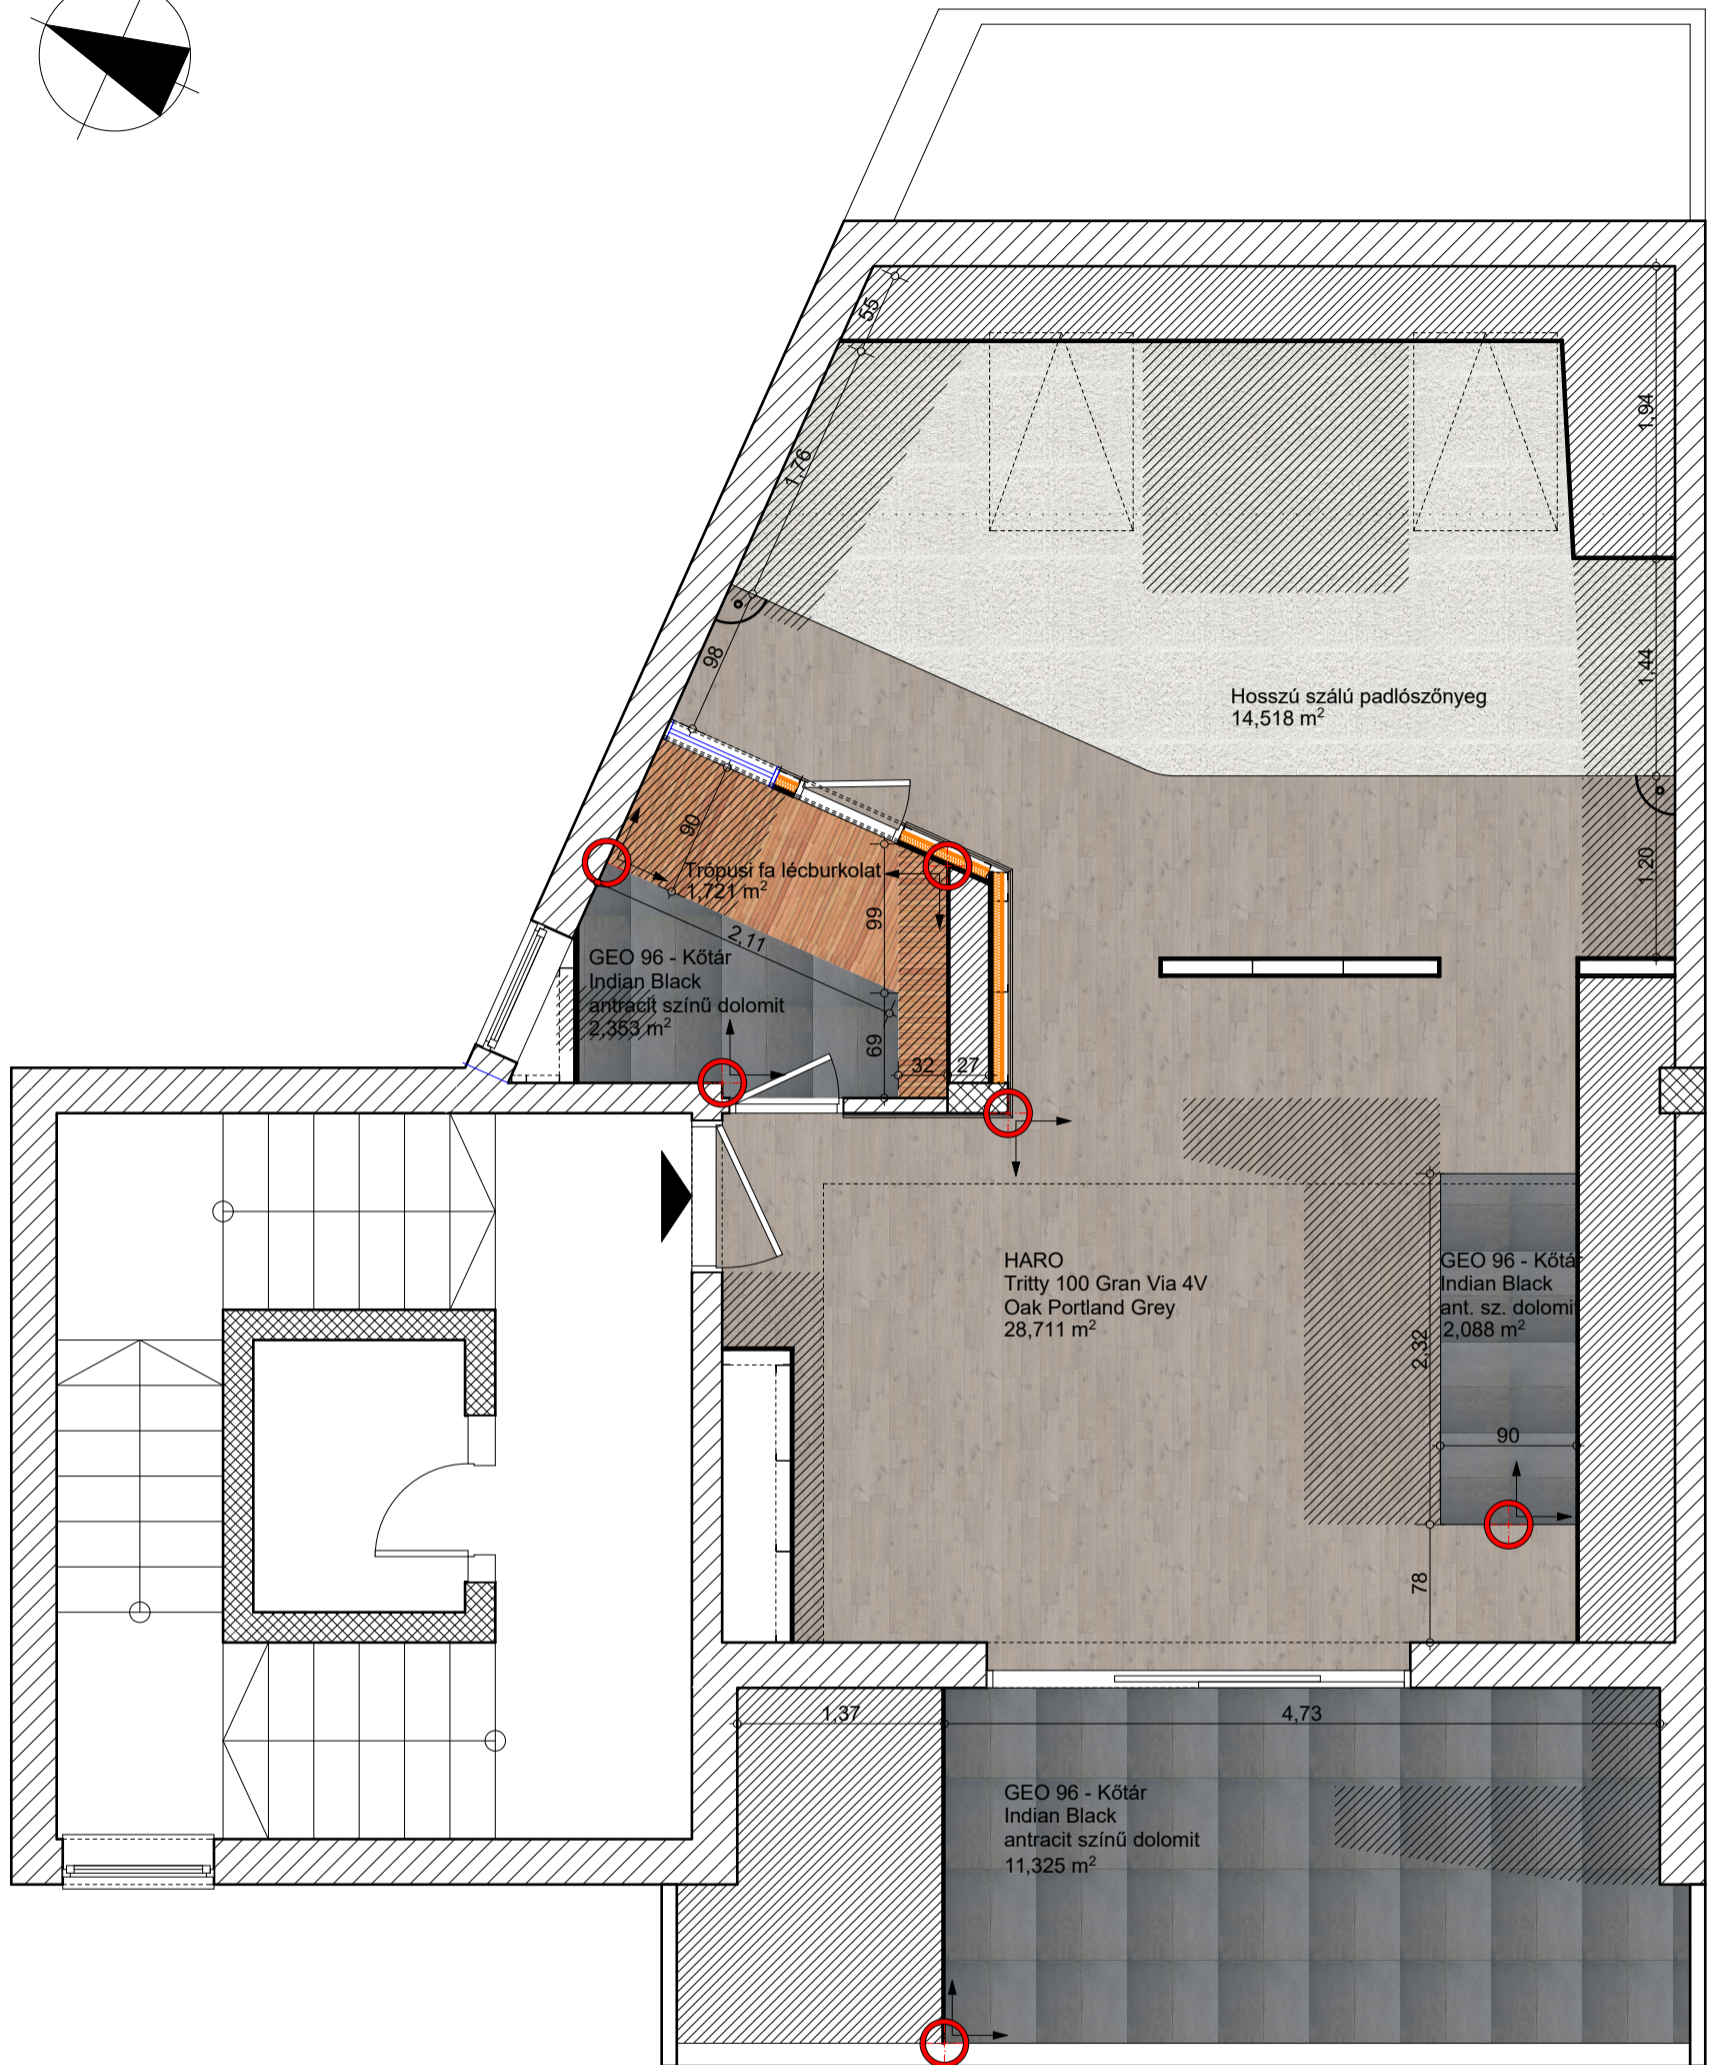 55
1,94
1,76
98
1,44
Hosszú szálú padlószőnyeg
14,518 m²
90
Trópusi fa lécburkolat
1,721 m²
1,20
99
2,11
GEO 96 - Kőtár
Indian Black
antracit színű dolomit
2,353 m²
69
32
27
HARO
Tritty 100 Gran Via 4V
Oak Portland Grey
28,711 m²
GEO 96 - Kőtár
Indian Black
ant. sz. dolomi
2,088 m²
2,32
90
78
1,37
4,73
GEO 96 - Kőtár
Indian Black
antracit színű dolomit
11,325 m²